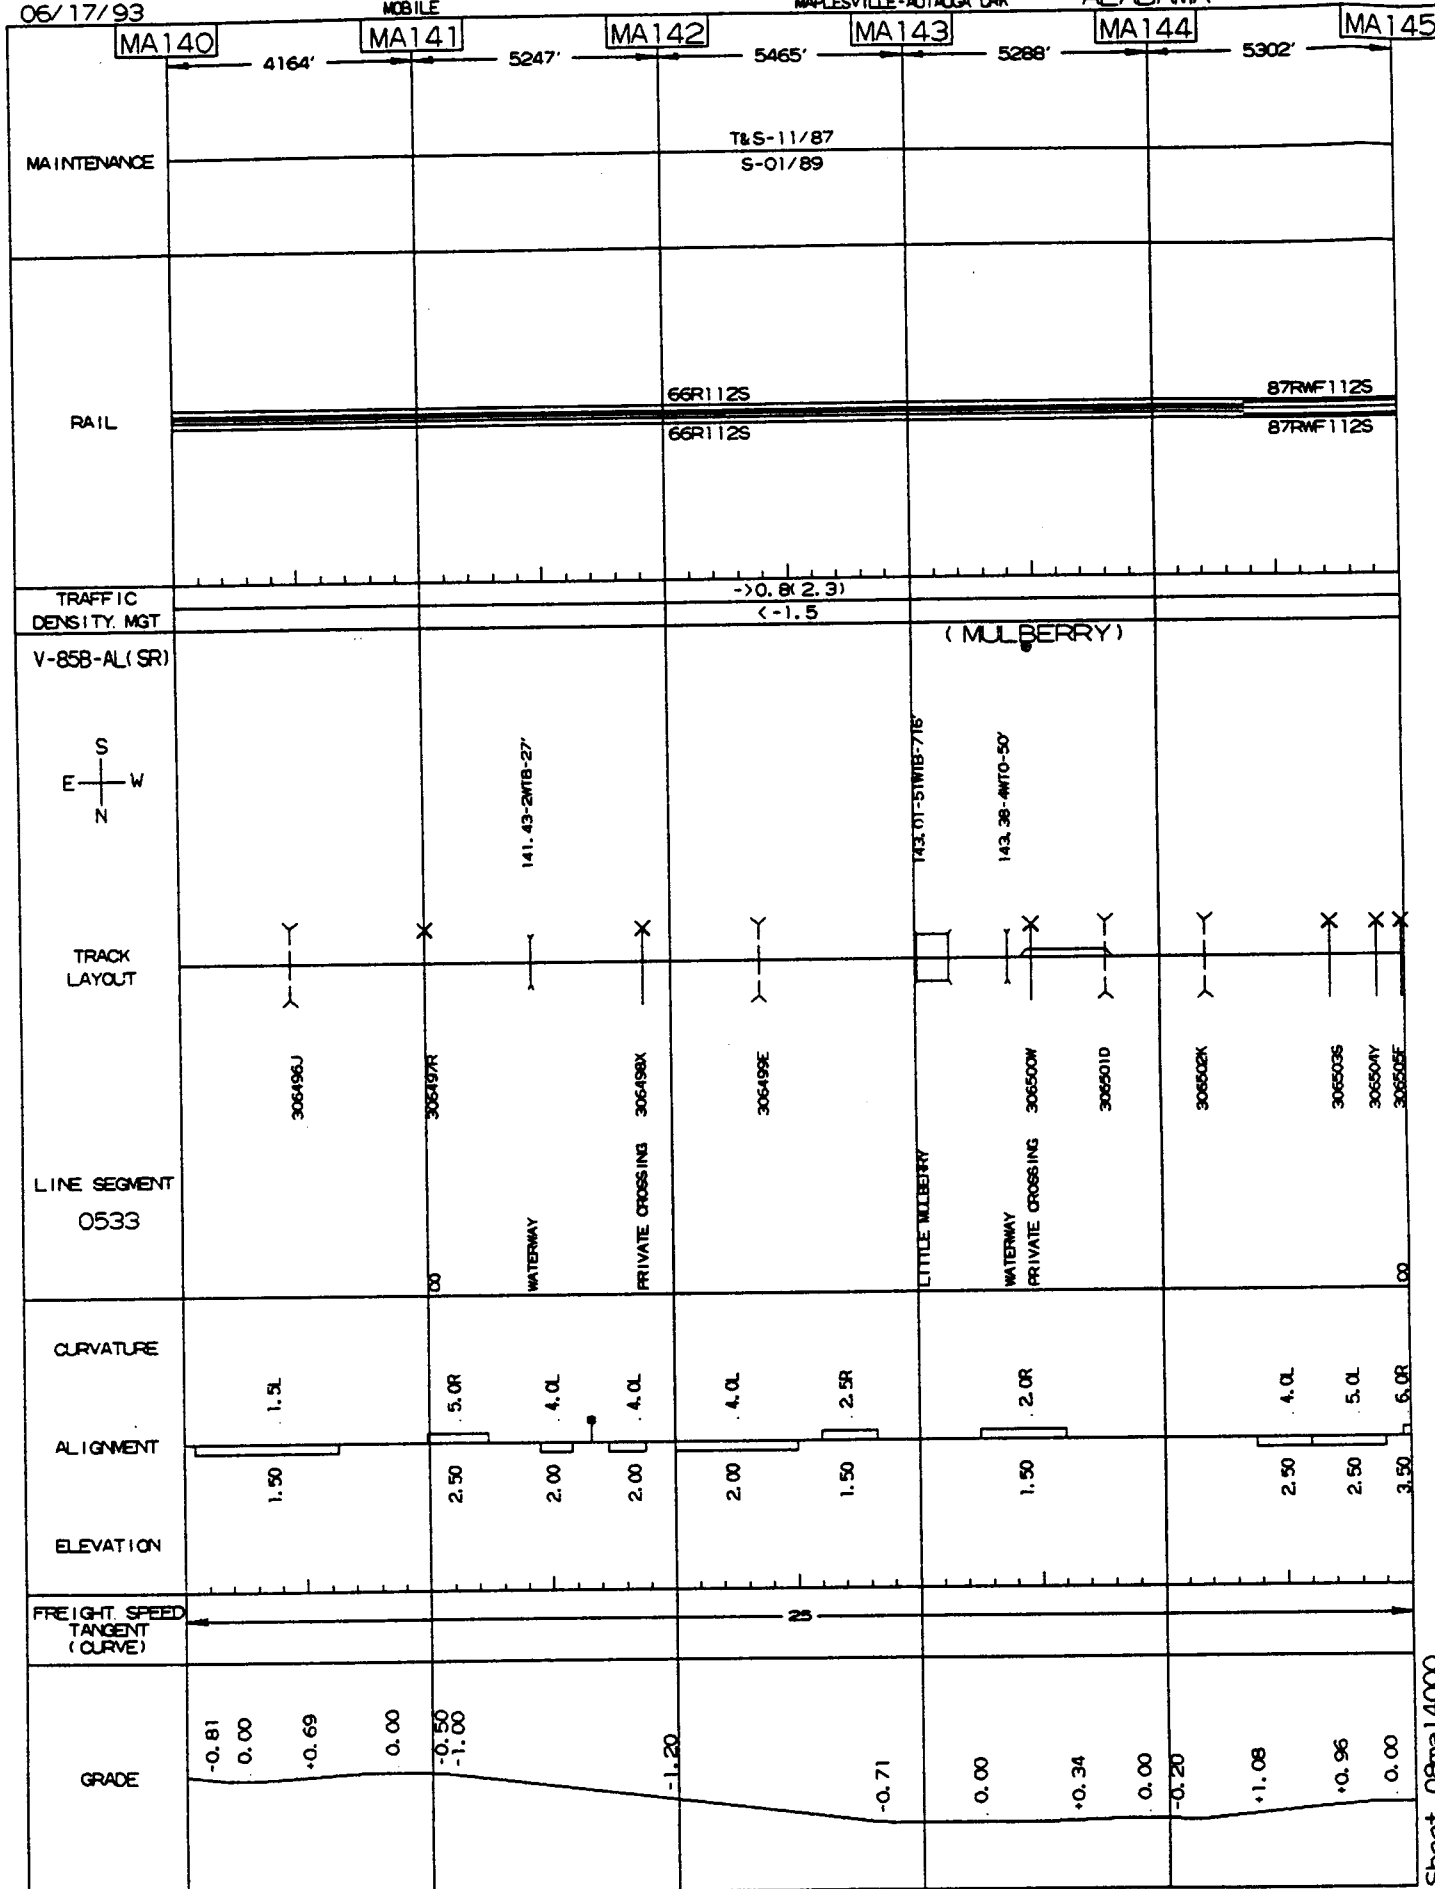 06/17/93
MOBILE
MAPLESVILLE-AUTAUGA OAK
MA140 MA141 MA142 MA143 MA144 MA145
4164' 5247' 5465' 5288' 5302'
MAINTENANCE
T&S-11/87
S-01/89
RAIL
66R112S 87RWF112S
66R112S 87RWF112S
TRAFFIC
DENSITY. MGT
->0.8(2.3)
<-1.5
V-85B-AL(SR)
(MULBERRY)
S
E W
N
141.43-2WTB-27'
143.01-51WTB-716'
143.38-4WTO-50'
TRACK
LAYOUT
306496J
306497R
306498X
306499E
306500W
306501D
306502K
306503S
306504Y
306505F
LINE SEGMENT
0533
CO
WATERWAY
PRIVATE CROSSING
LITTLE MULBERRY
WATERWAY
PRIVATE CROSSING
CO
CURVATURE
1.5L 5.0R 4.0L 4.0L 4.0L 2.5R 2.0R 4.0L 5.0L 6.0R
ALIGNMENT
1.50 2.50 2.00 2.00 2.00 1.50 1.50 2.50 2.50 3.50
ELEVATION
FREIGHT. SPEED
TANGENT
(CURVE)
25
GRADE
-0.81 0.00 +0.69 0.00 -0.50 -1.00 -1.20 -0.71 0.00 +0.34 0.00 -0.20 +1.08 +0.96 0.00